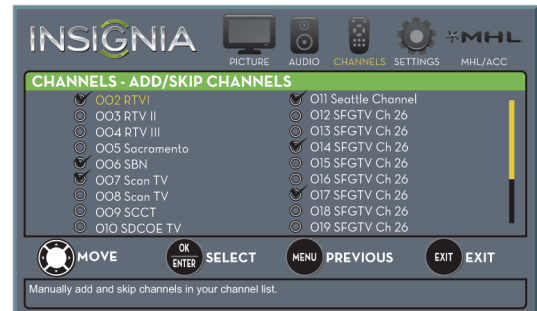 INSIGNIA
PICTURE AUDIO CHANNELS SETTINGS MHL/ACC
MHL
CHANNELS - ADD/SKIP CHANNELS
002 RTVI
003 RTV II
004 RTV III
005 Sacramento
006 SBN
007 Scan TV
008 Scan TV
009 SCCT
010 SDCOE TV
011 Seattle Channel
012 SFGTV Ch 26
013 SFGTV Ch 26
014 SFGTV Ch 26
015 SFGTV Ch 26
016 SFGTV Ch 26
017 SFGTV Ch 26
018 SFGTV Ch 26
019 SFGTV Ch 26
MOVE
OK
ENTER
SELECT
MENU
PREVIOUS
EXIT
EXIT
Manually add and skip channels in your channel list.